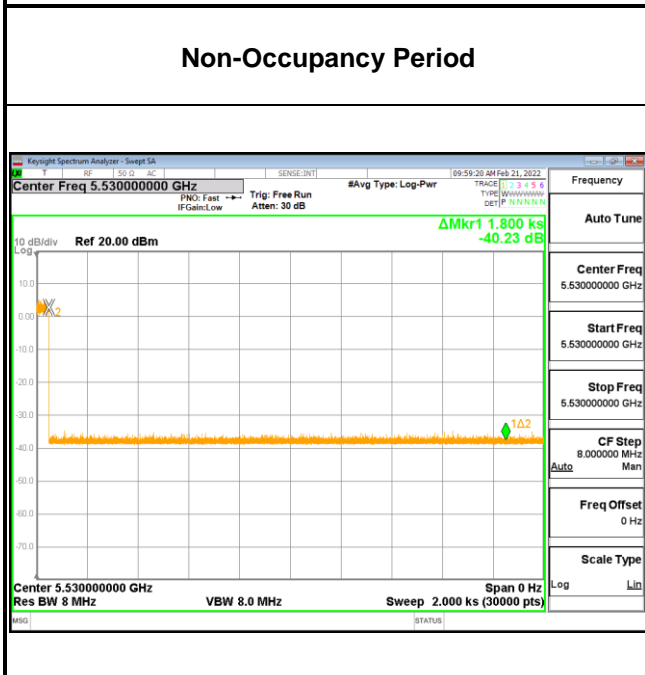 Non-Occupancy Period
Keysight Spectrum Analyzer - Swept SA
T RF 50 Ω AC SENSE:INT 09:59:20 AM Feb 21, 2022
Center Freq 5.530000000 GHz #Avg Type: Log-Pwr TRACE 1 2 3 4 5 6
PNO: Fast Trig: Free Run TYPE WWWWWW
IFGain:Low Atten: 30 dB DET P NNNNN
Frequency
Auto Tune
Center Freq
5.530000000 GHz
Start Freq
5.530000000 GHz
Stop Freq
5.530000000 GHz
CF Step
8.000000 MHz
Auto Man
Freq Offset
0 Hz
Scale Type
Log Lin
ΔMkr1 1.800 ks
10 dB/div Ref 20.00 dBm -40.23 dB
Log
10.0
0.00
-10.0
-20.0
-30.0
-40.0
-50.0
-60.0
-70.0
2
1Δ2
Center 5.530000000 GHz Span 0 Hz
Res BW 8 MHz VBW 8.0 MHz Sweep 2.000 ks (30000 pts)
MSG STATUS